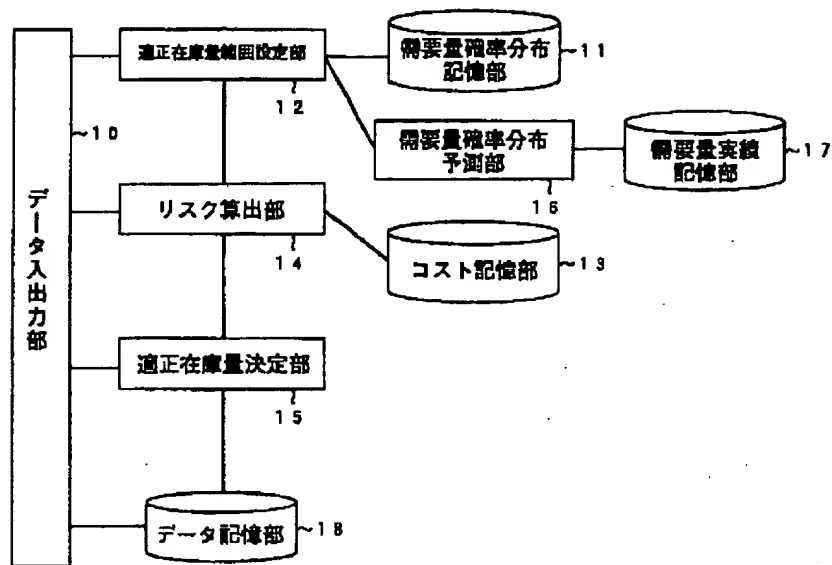 適正在庫量範囲設定部
12
需要量確率分布
記憶部
11
10
需要量確率分布
予測部
16
需要量実績
記憶部
17
データ入出力部
リスク算出部
14
コスト記憶部
13
適正在庫量決定部
15
データ記憶部
18